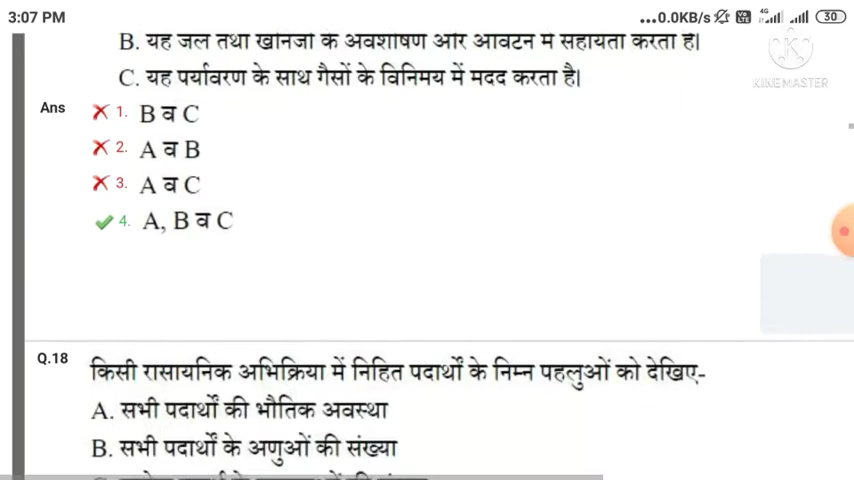 3:07 PM
...0.0KB/s 4G 30
B. यह जल तथा खनिजों के अवशोषण और आवंटन में सहायता करता है।
C. यह पर्यावरण के साथ गैसों के विनिमय में मदद करता है।
KINEMASTER
Ans
1. B व C
2. A व B
3. A व C
4. A, B व C
Q.18
किसी रासायनिक अभिक्रिया में निहित पदार्थों के निम्न पहलुओं को देखिए-
A. सभी पदार्थों की भौतिक अवस्था
B. सभी पदार्थों के अणुओं की संख्या